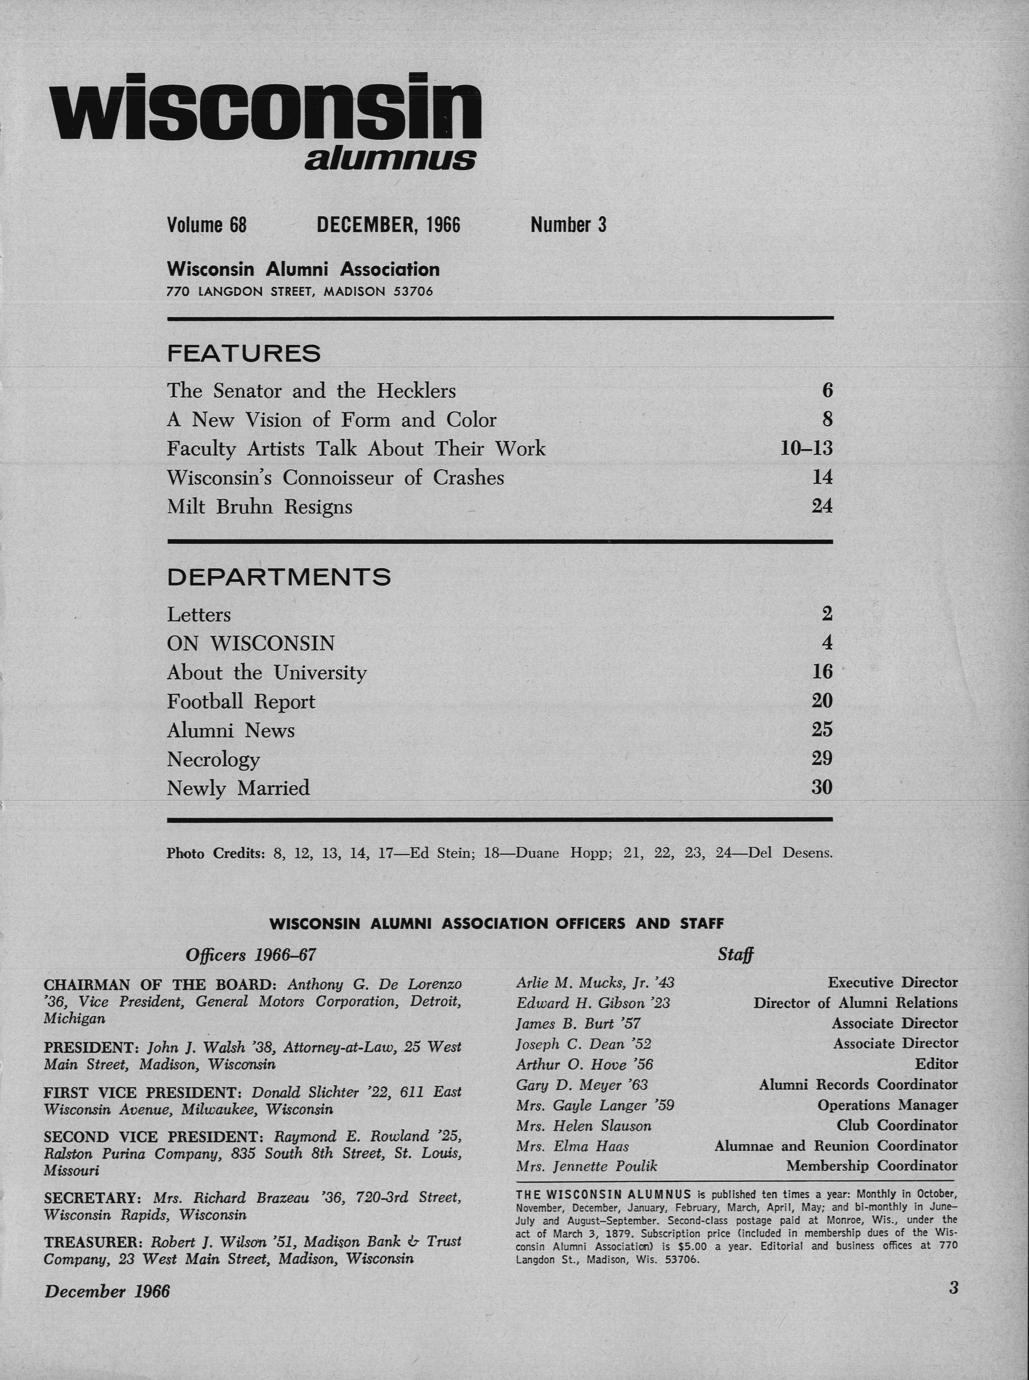 wisconsin
alumnus
Volume 68 DECEMBER, 1966 Number 3
Wisconsin Alumni Association
770 LANGDON STREET, MADISON 53706
FEATURES
The Senator and the Hecklers 6
A New Vision of Form and Color 8
Faculty Artists Talk About Their Work 10–13
Wisconsin's Connoisseur of Crashes 14
Milt Bruhn Resigns 24
DEPARTMENTS
Letters 2
ON WISCONSIN 4
About the University 16
Football Report 20
Alumni News 25
Necrology 29
Newly Married 30
Photo Credits: 8, 12, 13, 14, 17—Ed Stein; 18—Duane Hopp; 21, 22, 23, 24—Del Desens.
WISCONSIN ALUMNI ASSOCIATION OFFICERS AND STAFF
Officers 1966–67
CHAIRMAN OF THE BOARD: Anthony G. De Lorenzo
'36, Vice President, General Motors Corporation, Detroit,
Michigan
PRESIDENT: John J. Walsh '38, Attorney-at-Law, 25 West
Main Street, Madison, Wisconsin
FIRST VICE PRESIDENT: Donald Slichter '22, 611 East
Wisconsin Avenue, Milwaukee, Wisconsin
SECOND VICE PRESIDENT: Raymond E. Rowland '25,
Ralston Purina Company, 835 South 8th Street, St. Louis,
Missouri
SECRETARY: Mrs. Richard Brazeau '36, 720-3rd Street,
Wisconsin Rapids, Wisconsin
TREASURER: Robert J. Wilson '51, Madison Bank & Trust
Company, 23 West Main Street, Madison, Wisconsin
Staff
Arlie M. Mucks, Jr. '43 Executive Director
Edward H. Gibson '23 Director of Alumni Relations
James B. Burt '57 Associate Director
Joseph C. Dean '52 Associate Director
Arthur O. Hove '56 Editor
Gary D. Meyer '63 Alumni Records Coordinator
Mrs. Gayle Langer '59 Operations Manager
Mrs. Helen Slauson Club Coordinator
Mrs. Elma Haas Alumnae and Reunion Coordinator
Mrs. Jennette Poulik Membership Coordinator
THE WISCONSIN ALUMNUS is published ten times a year: Monthly in October,
November, December, January, February, March, April, May; and bi-monthly in June–
July and August–September. Second-class postage paid at Monroe, Wis., under the
act of March 3, 1879. Subscription price (included in membership dues of the Wis-
consin Alumni Association) is $5.00 a year. Editorial and business offices at 770
Langdon St., Madison, Wis. 53706.
December 1966 3